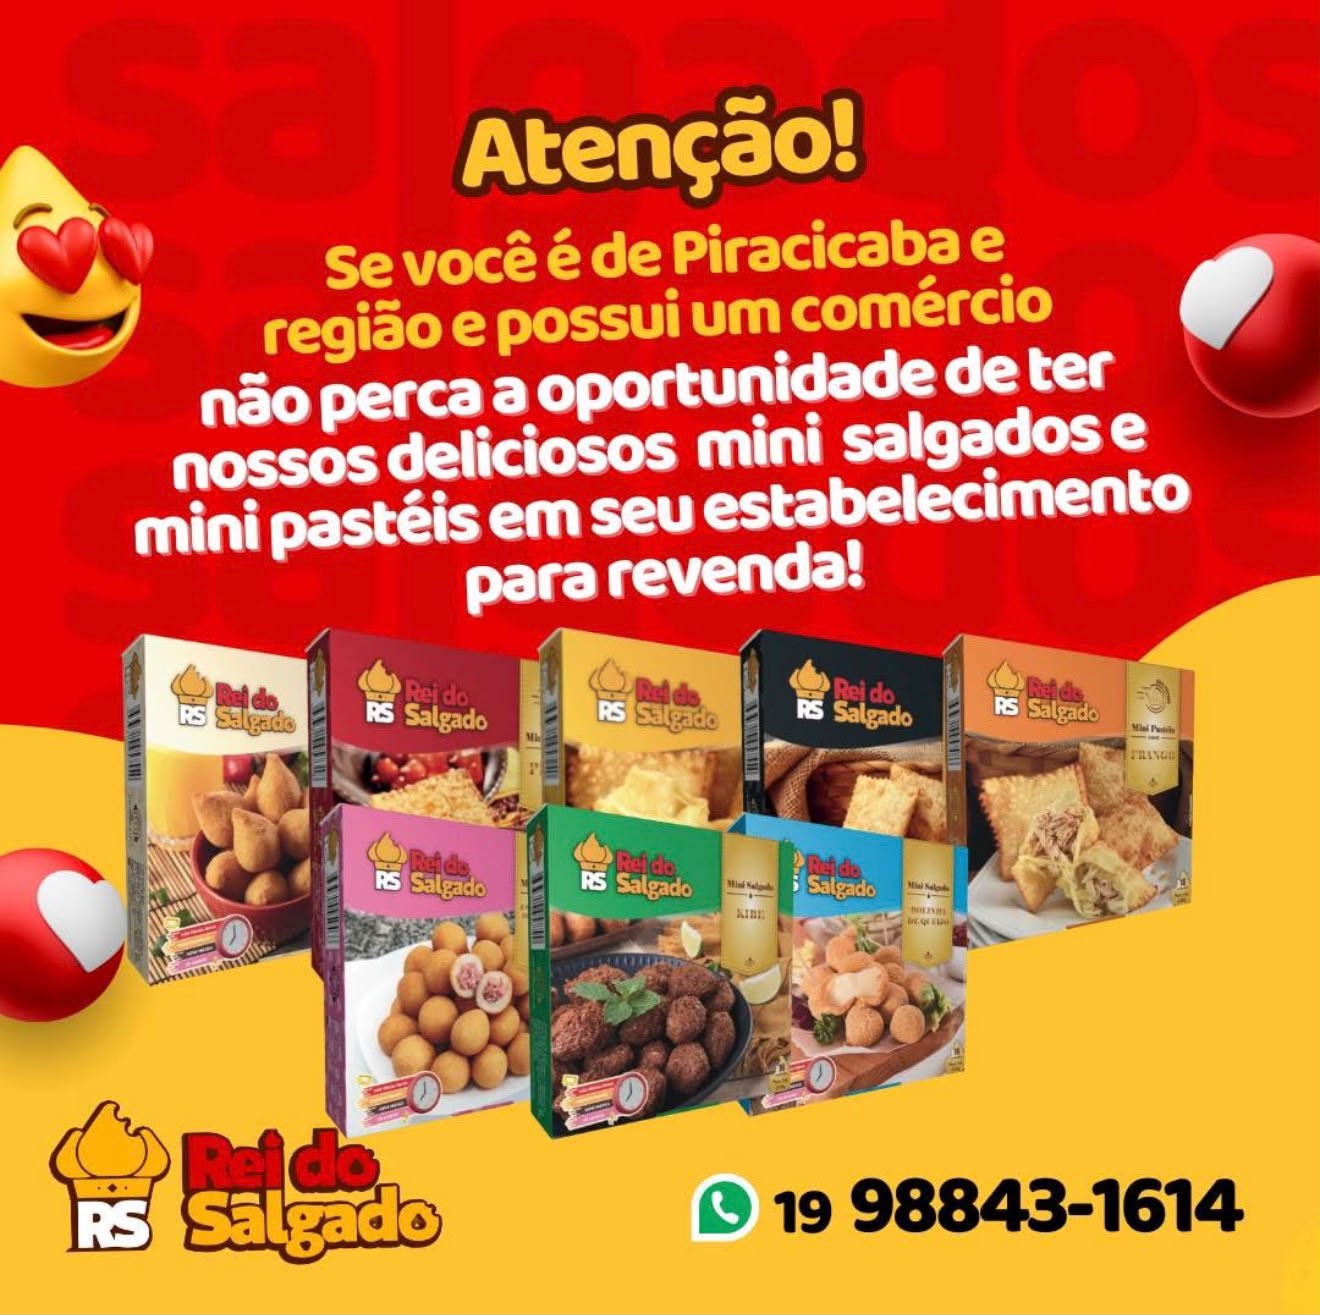 salgados
Atenção!
Se você é de Piracicaba e
região e possui um comércio
não perca a oportunidade de ter
nossos deliciosos mini salgados e
mini pastéis em seu estabelecimento
para revenda!
RS Rei do Salgado
RS Rei do Salgado
RS Rei do Salgado
RS Rei do Salgado
RS Rei do Salgado
Mini Pastéis
FRANGO
RS Rei do Salgado
RS Rei do Salgado
Mini Salgado
KIBE
Rei do Salgado
Mini Salgado
BOLINHA
DE QUEIJO
RS Rei do
Salgado
19 98843-1614